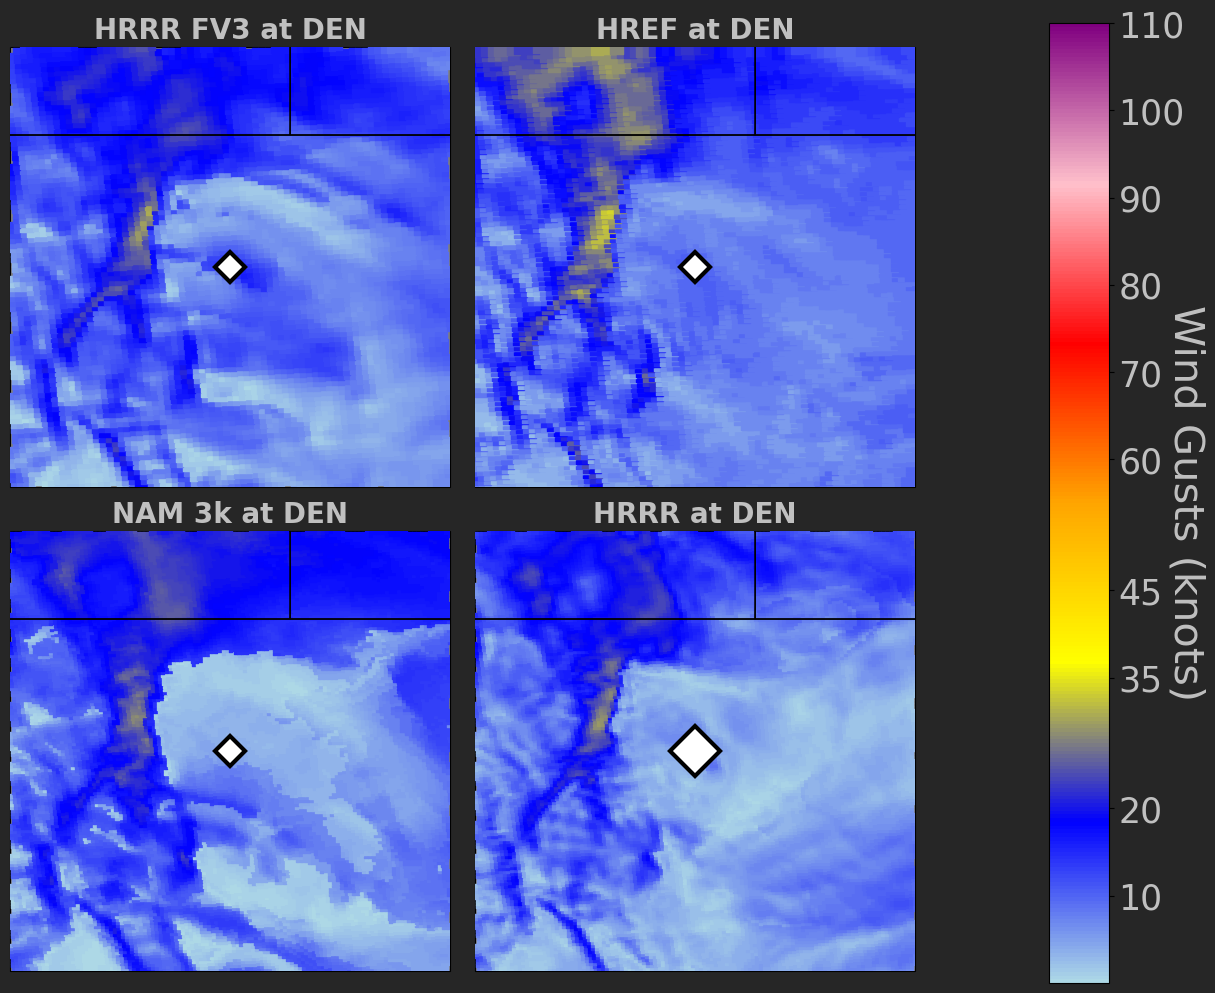 HRRR FV3 at DEN
HREF at DEN
NAM 3k at DEN
HRRR at DEN
110
100
90
80
70
60
45
35
20
10
Wind Gusts (knots)